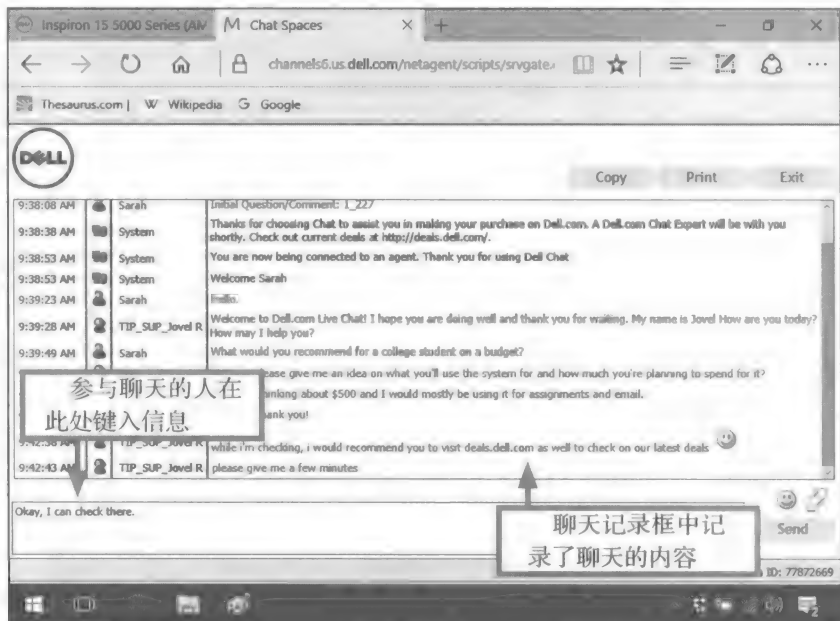 Inspiron 15 5000 Series (AM
Chat Spaces
channels6.us.dell.com/netagent/scripts/srvgate.
Thesaurus.com | W Wikipedia G Google
DELL
Copy Print Exit
9:38:08 AM Sarah Initial Question/Comment: 1_227
9:38:38 AM System Thanks for choosing Chat to assist you in making your purchase on Dell.com. A Dell.com Chat Expert will be with you
shortly. Check out current deals at http://deals.dell.com/.
9:38:53 AM System You are now being connected to an agent. Thank you for using Dell Chat
9:38:53 AM System Welcome Sarah
9:39:23 AM Sarah hello.
9:39:28 AM TIP_SUP_Jovel R Welcome to Dell.com Live Chat! I hope you are doing well and thank you for waiting. My name is Jovel How are you today?
How may I help you?
9:39:49 AM Sarah What would you recommend for a college student on a budget?
ease give me an idea on what you'll use the system for and how much you're planning to spend for it?
nking about $500 and I would mostly be using it for assignments and email.
ank you!
参与聊天的人在
此处键入信息
9:42:38 AM TIP_SUP_Jovel R while i'm checking, i would recommend you to visit deals.dell.com as well to check on our latest deals
9:42:43 AM TIP_SUP_Jovel R please give me a few minutes
Okay, I can check there.
聊天记录框中记
录了聊天的内容
Send
ID: 77872669